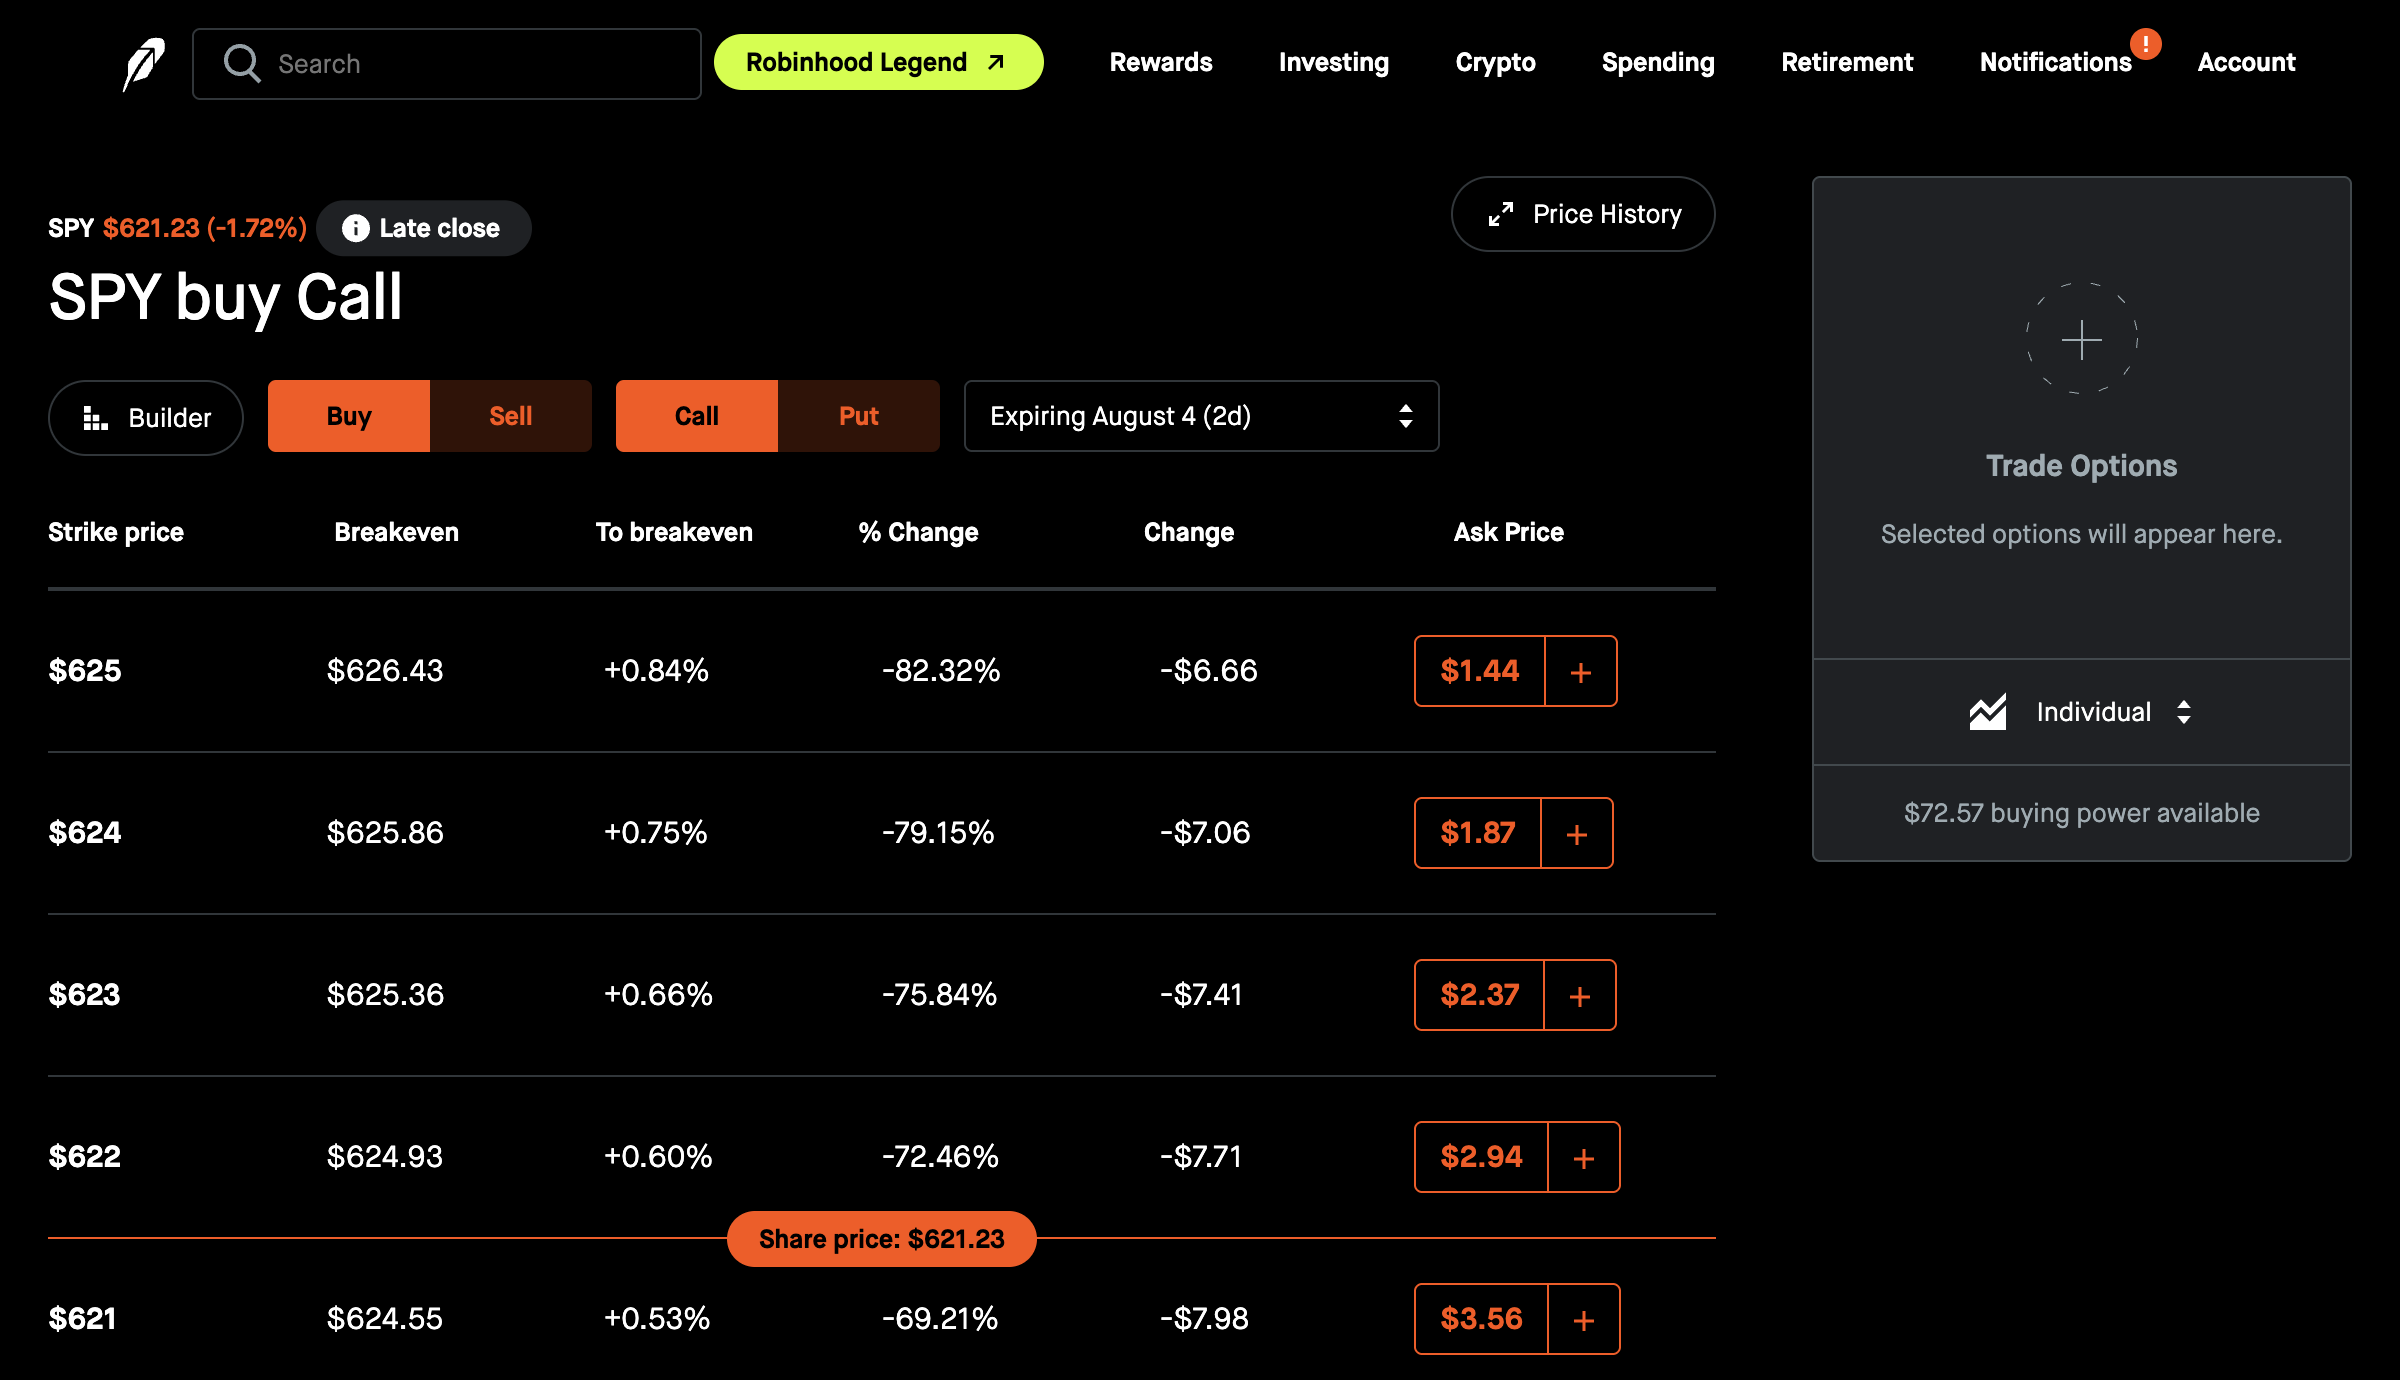 Search
Robinhood Legend
Rewards
Investing
Crypto
Spending
Retirement
Notifications
!
Account
SPY $621.23 (-1.72%)
Late close
SPY buy Call
Price History
Builder
Buy
Sell
Call
Put
Expiring August 4 (2d)
Strike price Breakeven To breakeven % Change Change Ask Price
$625 $626.43 +0.84% -82.32% -$6.66 $1.44 +
$624 $625.86 +0.75% -79.15% -$7.06 $1.87 +
$623 $625.36 +0.66% -75.84% -$7.41 $2.37 +
$622 $624.93 +0.60% -72.46% -$7.71 $2.94 +
Share price: $621.23
$621 $624.55 +0.53% -69.21% -$7.98 $3.56 +
Trade Options
Selected options will appear here.
Individual
$72.57 buying power available